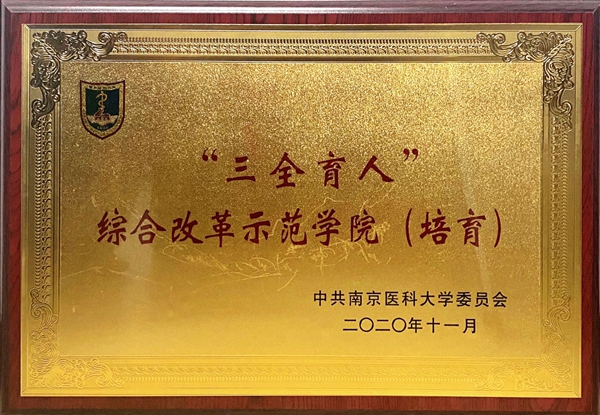 “三全育人”
综合改革示范学院（培育）
中共南京医科大学委员会
二〇二〇年十一月